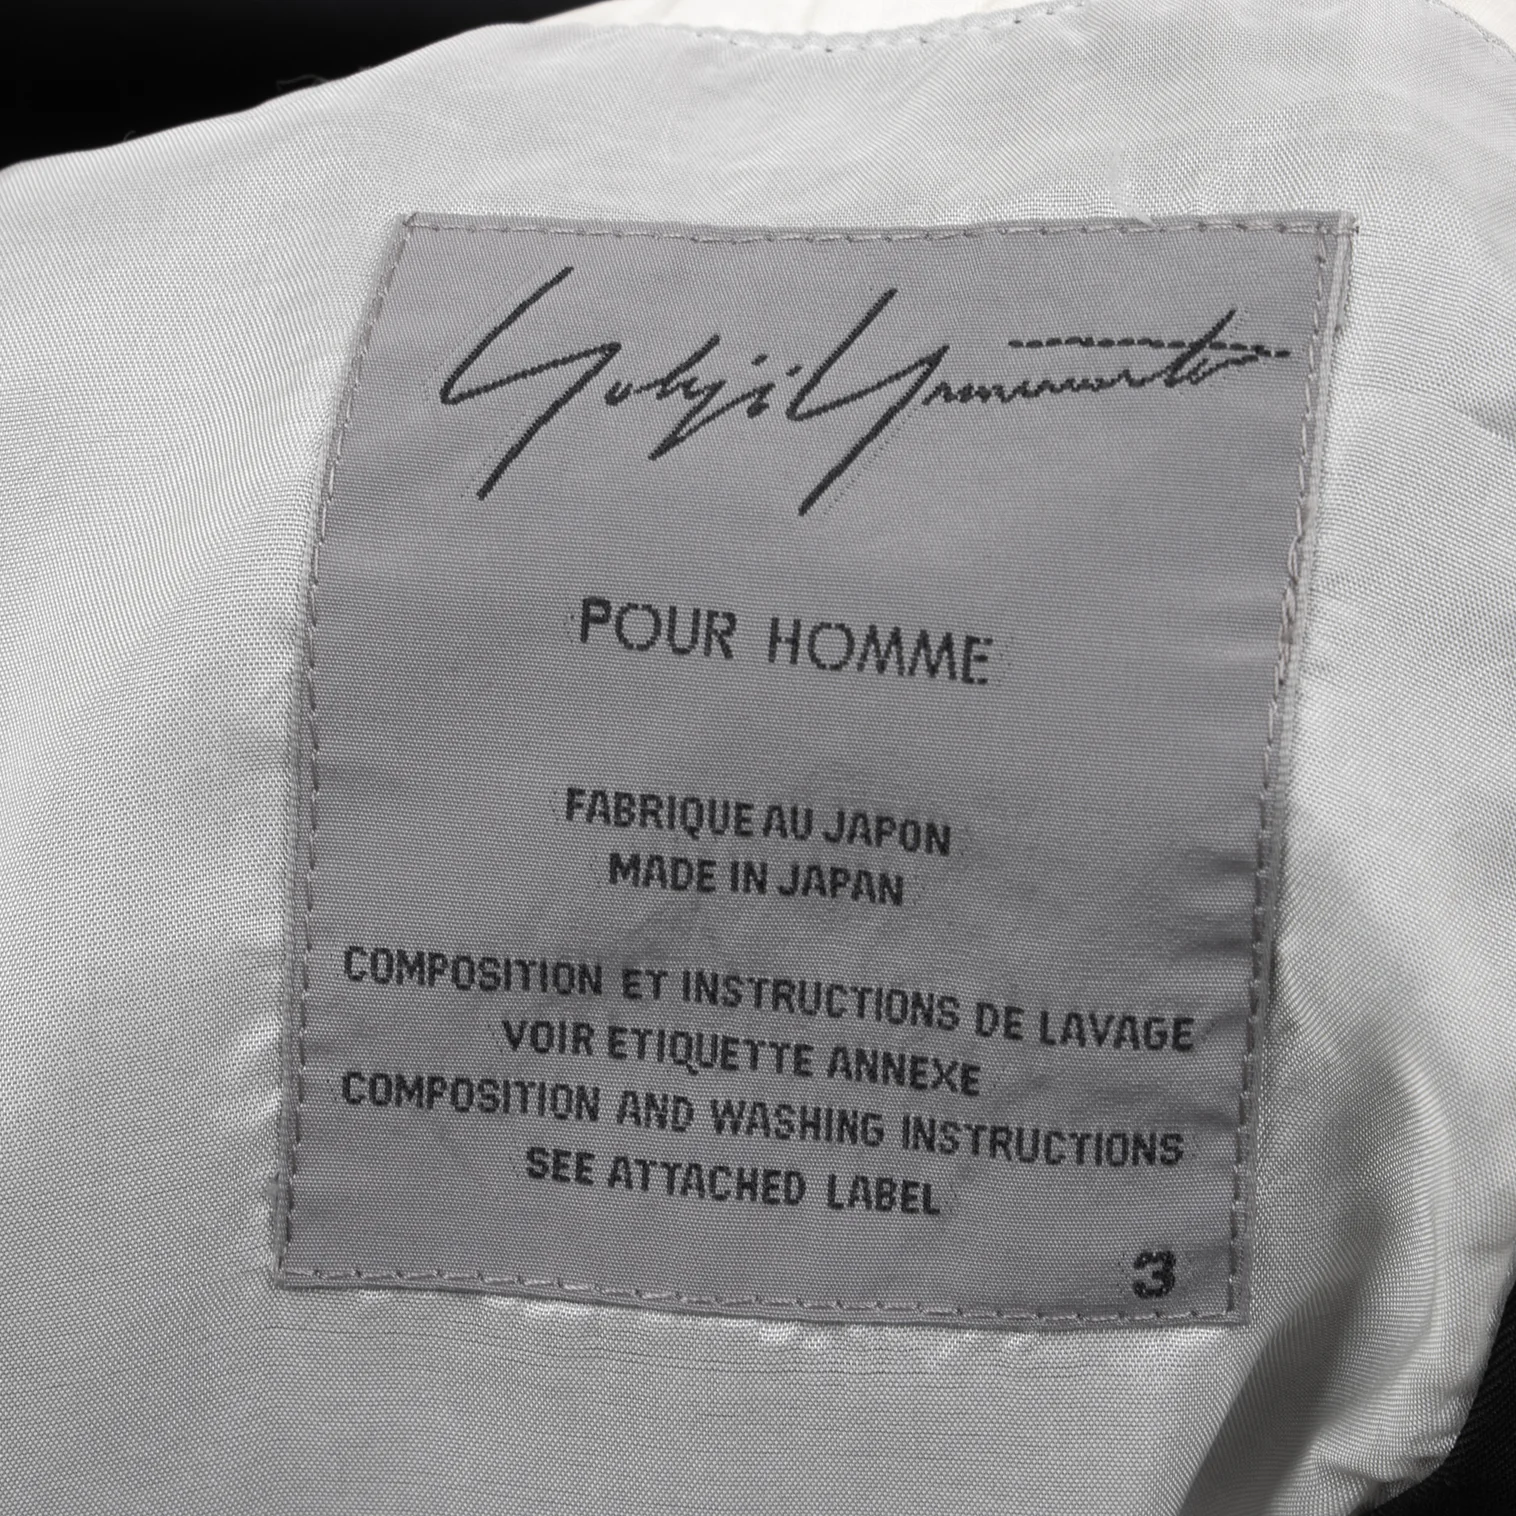 Yohji Yamamoto
POUR HOMME
FABRIQUE AU JAPON
MADE IN JAPAN
COMPOSITION ET INSTRUCTIONS DE LAVAGE
VOIR ETIQUETTE ANNEXE
COMPOSITION AND WASHING INSTRUCTIONS
SEE ATTACHED LABEL
3